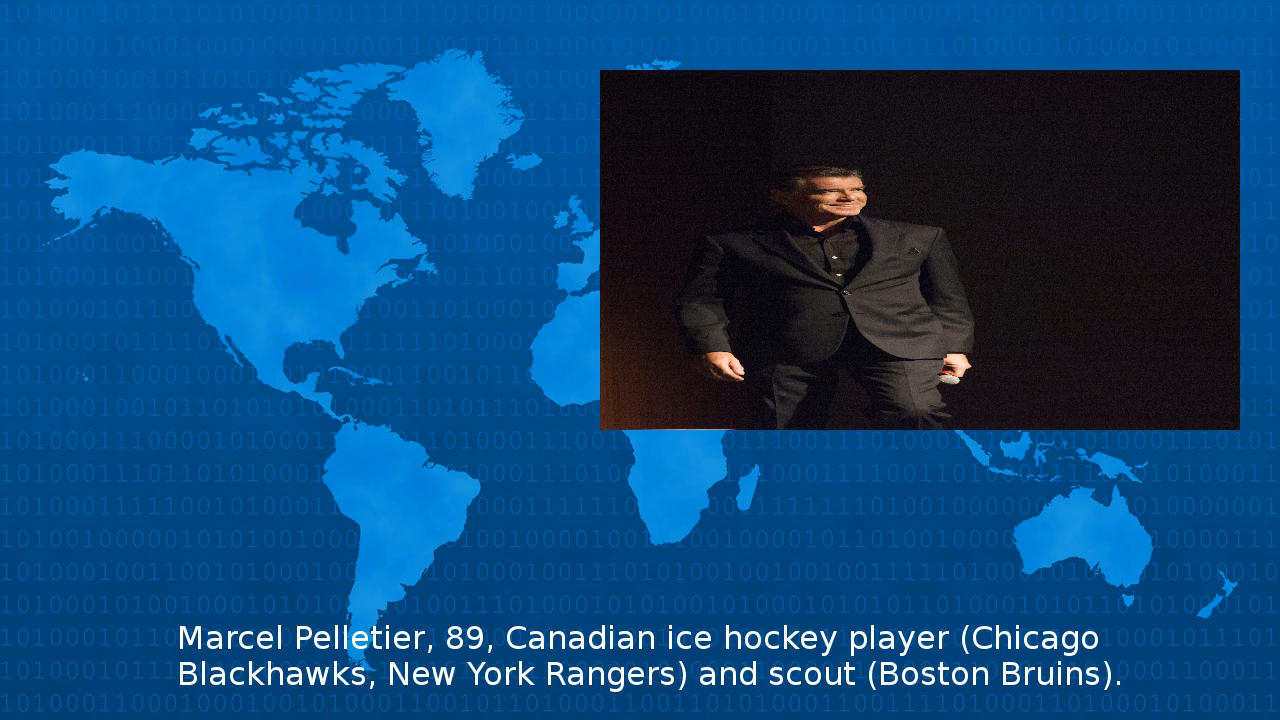 Marcel Pelletier, 89, Canadian ice hockey player (Chicago
Blackhawks, New York Rangers) and scout (Boston Bruins).